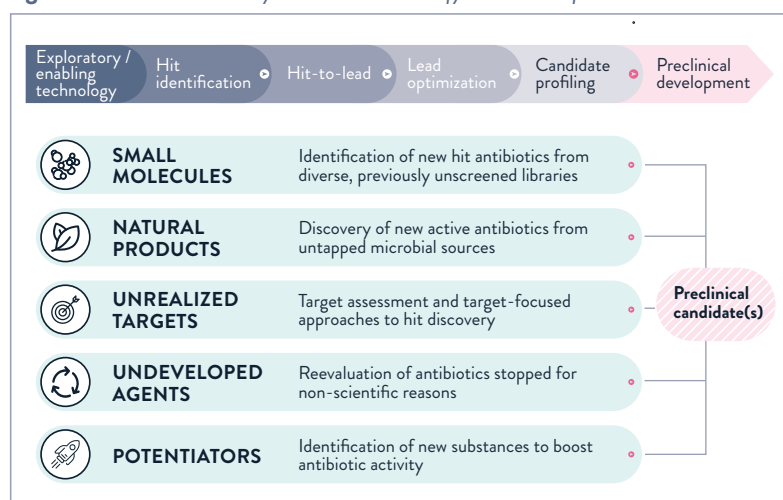 Exploratory /
enabling
technology
Hit
identification
Hit-to-lead
Lead
optimization
Candidate
profiling
Preclinical
development
SMALL
MOLECULES
Identification of new hit antibiotics from
diverse, previously unscreened libraries
NATURAL
PRODUCTS
Discovery of new active antibiotics from
untapped microbial sources
UNREALIZED
TARGETS
Target assessment and target-focused
approaches to hit discovery
UNDEVELOPED
AGENTS
Reevaluation of antibiotics stopped for
non-scientific reasons
POTENTIATORS
Identification of new substances to boost
antibiotic activity
Preclinical
candidate(s)